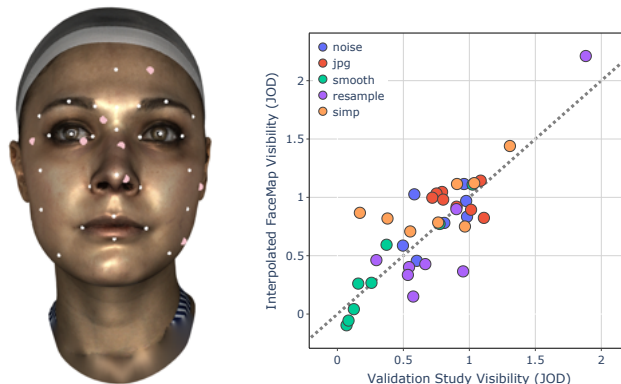 noise
jpg
smooth
resample
simp
Interpolated FaceMap Visibility (JOD)
2
1.5
1
0.5
0
0
0.5
1
1.5
2
Validation Study Visibility (JOD)